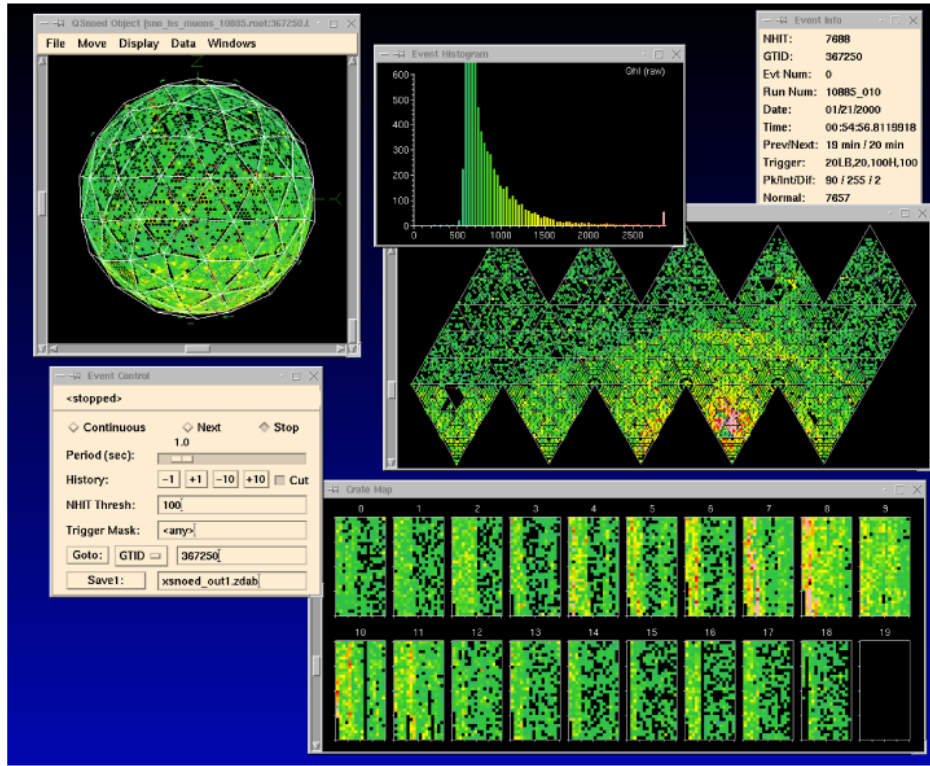 QSnoed Object [sno_hs_muons_10885.root:367250.(
File Move Display Data Windows
Z
Y
Event Histogram
Qhl (raw)
600
500
400
300
200
100
0
0 500 1000 1500 2000 2500
Event Info
NHIT: 7688
GTID: 367250
Evt Num: 0
Run Num: 10885_010
Date: 01/21/2000
Time: 00:54:56.8119918
Prev/Next: 19 min / 20 min
Trigger: 20LB,20,100H,100
Pk/Int/Dif: 90 / 255 / 2
Normal: 7657
Event Control
<stopped>
Continuous Next Stop
1.0
Period (sec):
History: -1 +1 -10 +10 Cut
NHIT Thresh: 100
Trigger Mask: <any>
Goto: GTID 367250
Save1: xsnoed_out1.zdab
Crate Map
0 1 2 3 4 5 6 7 8 9
10 11 12 13 14 15 16 17 18 19